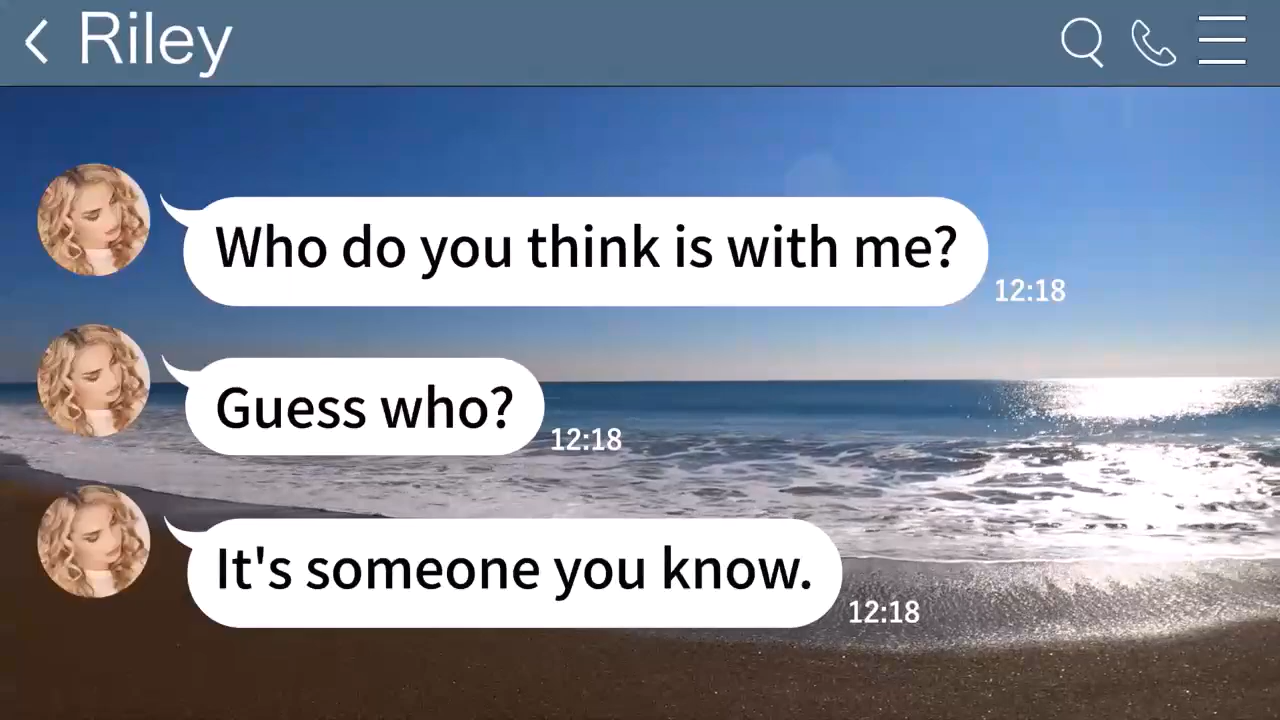 Riley
Who do you think is with me?
12:18
Guess who?
12:18
It's someone you know.
12:18